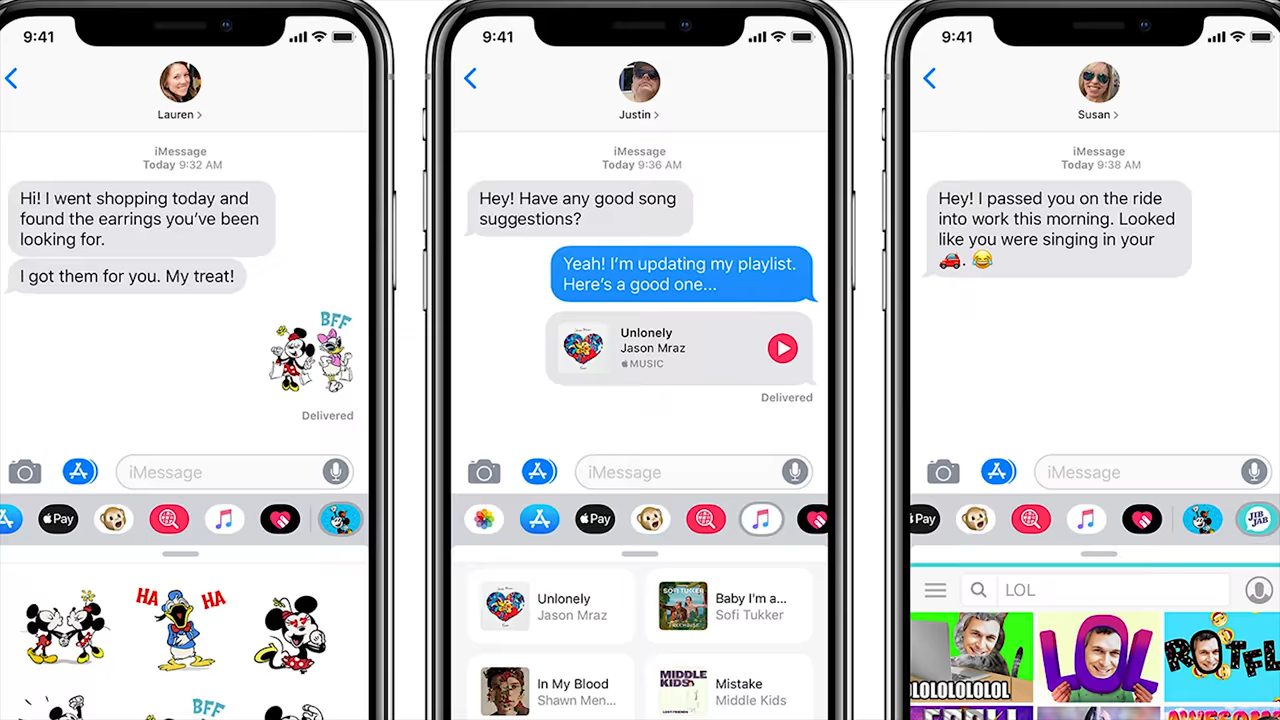 9:41
Lauren >
iMessage
Today 9:32 AM
Hi! I went shopping today and
found the earrings you’ve been
looking for.
I got them for you. My treat!
BFF
Delivered
iMessage
Pay
HA
HA
BFF
9:41
Justin >
iMessage
Today 9:36 AM
Hey! Have any good song
suggestions?
Yeah! I’m updating my playlist.
Here’s a good one...
Unlonely
Jason Mraz
MUSIC
Delivered
iMessage
Pay
Unlonely
Jason Mraz
SOFI TUKKER
TREEHOUSE
Baby I'm a...
Sofi Tukker
In My Blood
Shawn Men...
MIDDLE
KIDS
LOST FRIENDS
Mistake
Middle Kids
9:41
Susan >
iMessage
Today 9:38 AM
Hey! I passed you on the ride
into work this morning. Looked
like you were singing in your
🚗. 😂
iMessage
Pay
JIB
JAB
LOL
LOLOLOLOLOL
LOL
ROTFL